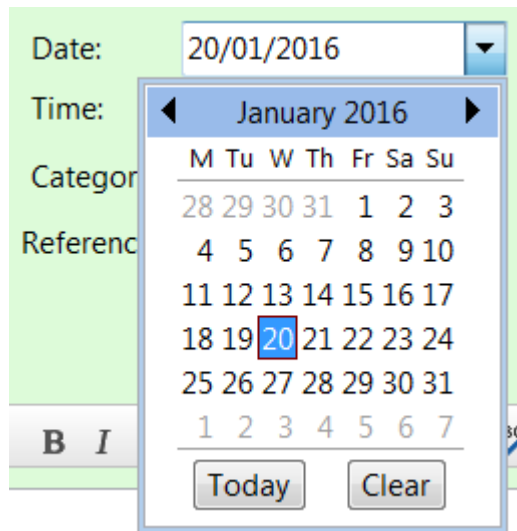 Date: 20/01/2016
Time:
January 2016
M Tu W Th Fr Sa Su
Categor
28 29 30 31 1 2 3
Referenc
4 5 6 7 8 9 10
11 12 13 14 15 16 17
18 19 20 21 22 23 24
25 26 27 28 29 30 31
1 2 3 4 5 6 7
B I
Today Clear